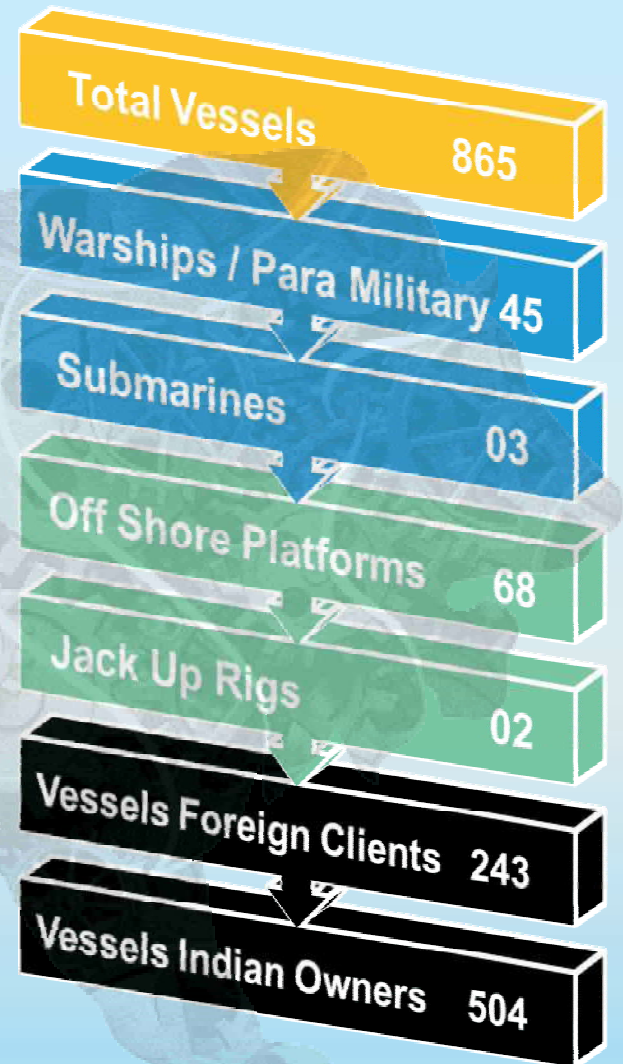 Total Vessels 865
Warships / Para Military 45
Submarines 03
Off Shore Platforms 68
Jack Up Rigs 02
Vessels Foreign Clients 243
Vessels Indian Owners 504